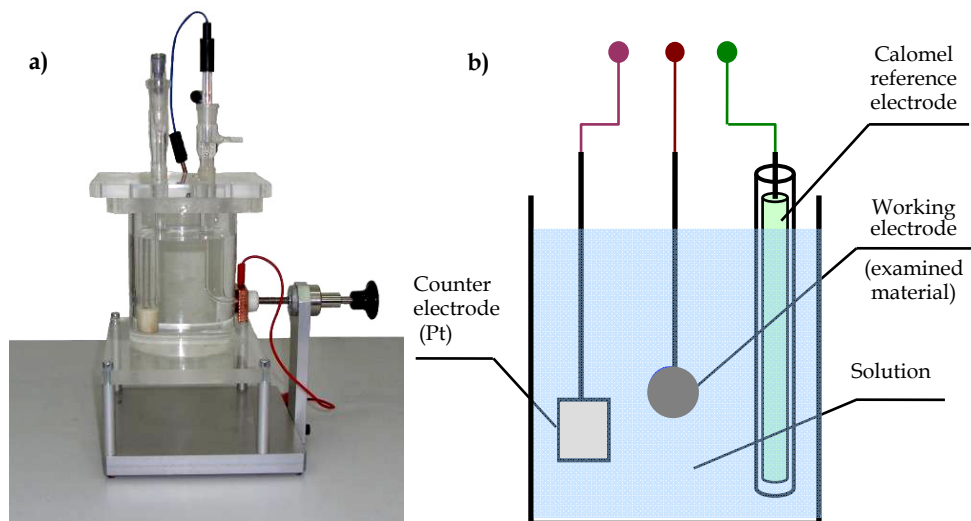 a)
b)
Calomel
reference
electrode
Working
electrode
(examined
material)
Counter
electrode
(Pt)
Solution